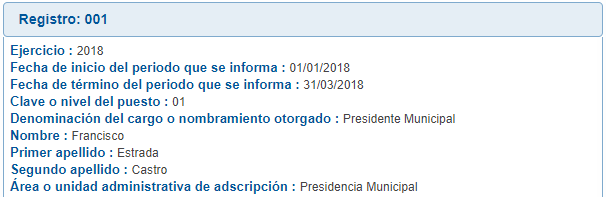 Registro: 001
Ejercicio : 2018
Fecha de inicio del periodo que se informa : 01/01/2018
Fecha de término del periodo que se informa : 31/03/2018
Clave o nivel del puesto : 01
Denominación del cargo o nombramiento otorgado : Presidente Municipal
Nombre : Francisco
Primer apellido : Estrada
Segundo apellido : Castro
Área o unidad administrativa de adscripción : Presidencia Municipal